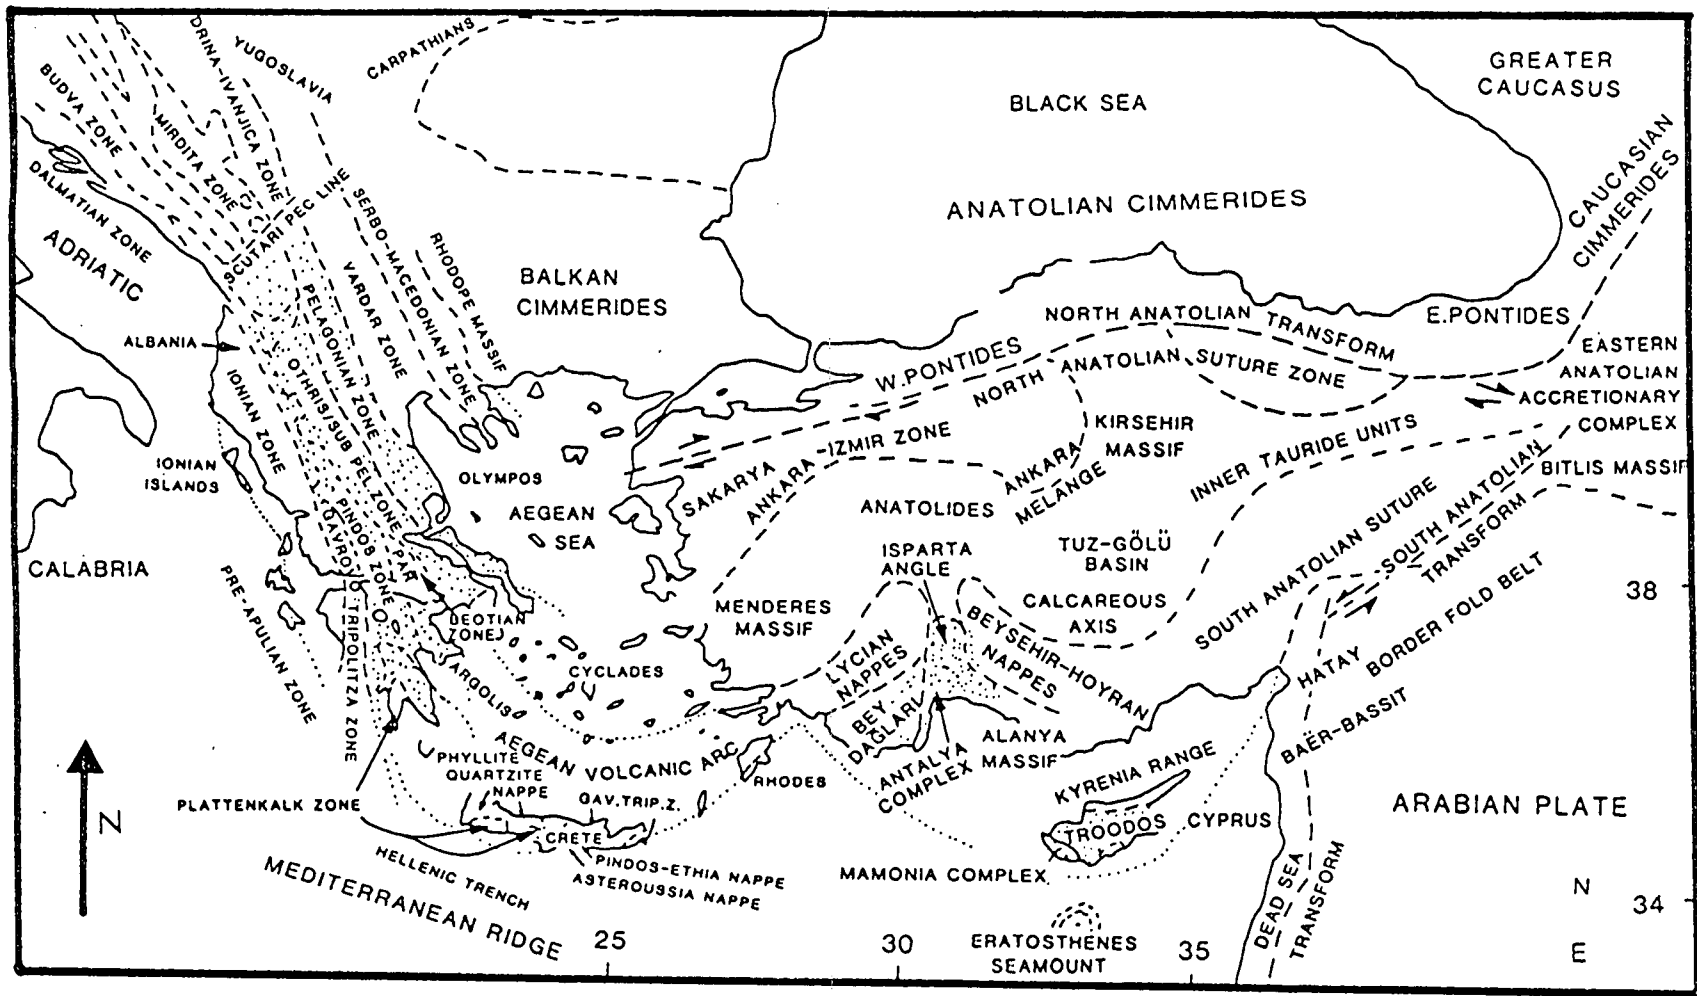 DRINA-IVANJICA ZONE
YUGOSLAVIA
CARPATHIANS
BUDVA ZONE
MIRDITA ZONE
DALMATIAN ZONE
ADRIATIC
SCUTARI PEC LINE
SERBO-MACEDONIAN ZONE
RHODOPE MASSIF
VARDAR ZONE
PELAGONIAN ZONE
BLACK SEA
GREATER
CAUCASUS
ANATOLIAN CIMMERIDES
CAUCASIAN
CIMMERIDES
BALKAN
CIMMERIDES
ALBANIA
IONIAN ZONE
OTHRIS/SUB PEL ZONE
PAR
PINDOS ZONE
GAVROVO TRIPOLITZA ZONE
IONIAN
ISLANDS
CALABRIA
PRE-APULIAN ZONE
OLYMPOS
AEGEAN
SEA
BEOTIAN
ZONE
ARGOLIS
CYCLADES
W.PONTIDES
NORTH ANATOLIAN TRANSFORM
NORTH ANATOLIAN SUTURE ZONE
E.PONTIDES
EASTERN
ANATOLIAN
ACCRETIONARY
COMPLEX
SAKARYA
ANKARA-IZMIR ZONE
KIRSEHIR
MASSIF
ANKARA
MELANGE
INNER TAURIDE UNITS
BITLIS MASSIF
ANATOLIDES
ISPARTA
ANGLE
TUZ-GÖLÜ
BASIN
SOUTH ANATOLIAN SUTURE
SOUTH ANATOLIAN
TRANSFORM
38
MENDERES
MASSIF
CALCAREOUS
AXIS
LYCIAN
NAPPES
BEYSEHIR-HOYRAN
NAPPES
BEY
DAĞLARI
HATAY
BORDER FOLD BELT
BAËR-BASSIT
ALANYA
MASSIF
ANTALYA
COMPLEX
AEGEAN VOLCANIC ARC
PHYLLITE
QUARTZITE
NAPPE
RHODES
GAV.TRIP.Z.
PLATTENKALK ZONE
N
CRETE
KYRENIA RANGE
TROODOS
CYPRUS
ARABIAN PLATE
HELLENIC TRENCH
PINDOS-ETHIA NAPPE
ASTEROUSSIA NAPPE
MAMONIA COMPLEX
MEDITERRANEAN RIDGE
ERATOSTHENES
SEAMOUNT
DEAD SEA
TRANSFORM
N
34
E
25
30
35